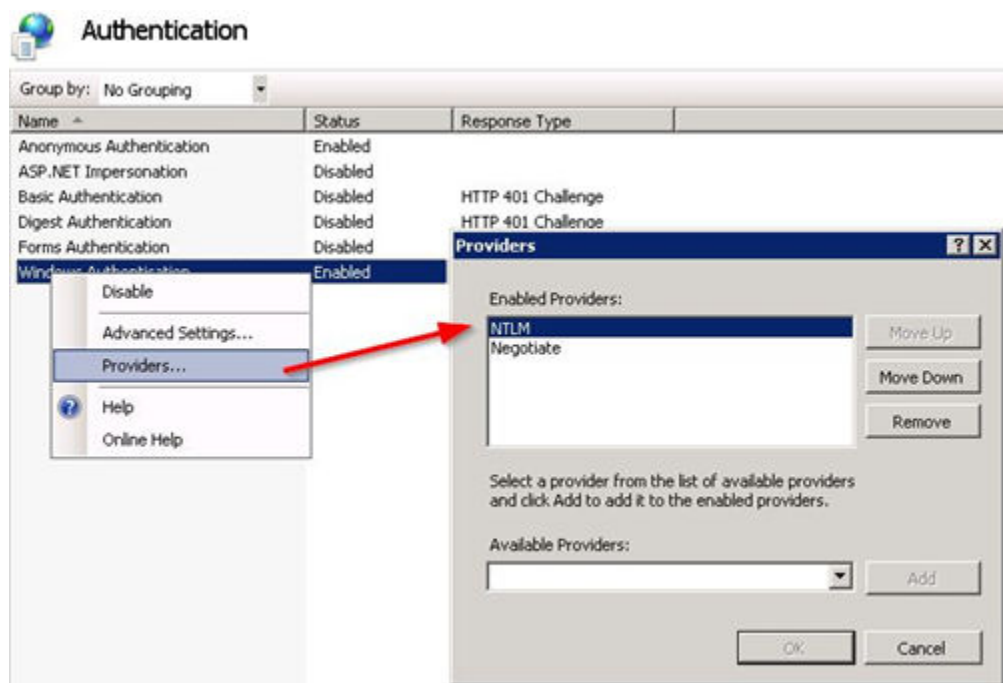 Authentication
Group by: No Grouping
Name Status Response Type
Anonymous Authentication Enabled
ASP.NET Impersonation Disabled
Basic Authentication Disabled HTTP 401 Challenge
Digest Authentication Disabled HTTP 401 Challenge
Forms Authentication Disabled
Windows Authentication Enabled
Disable
Advanced Settings...
Providers...
Help
Online Help
Providers
Enabled Providers:
NTLM
Negotiate
Move Up
Move Down
Remove
Select a provider from the list of available providers
and click Add to add it to the enabled providers.
Available Providers:
Add
OK
Cancel